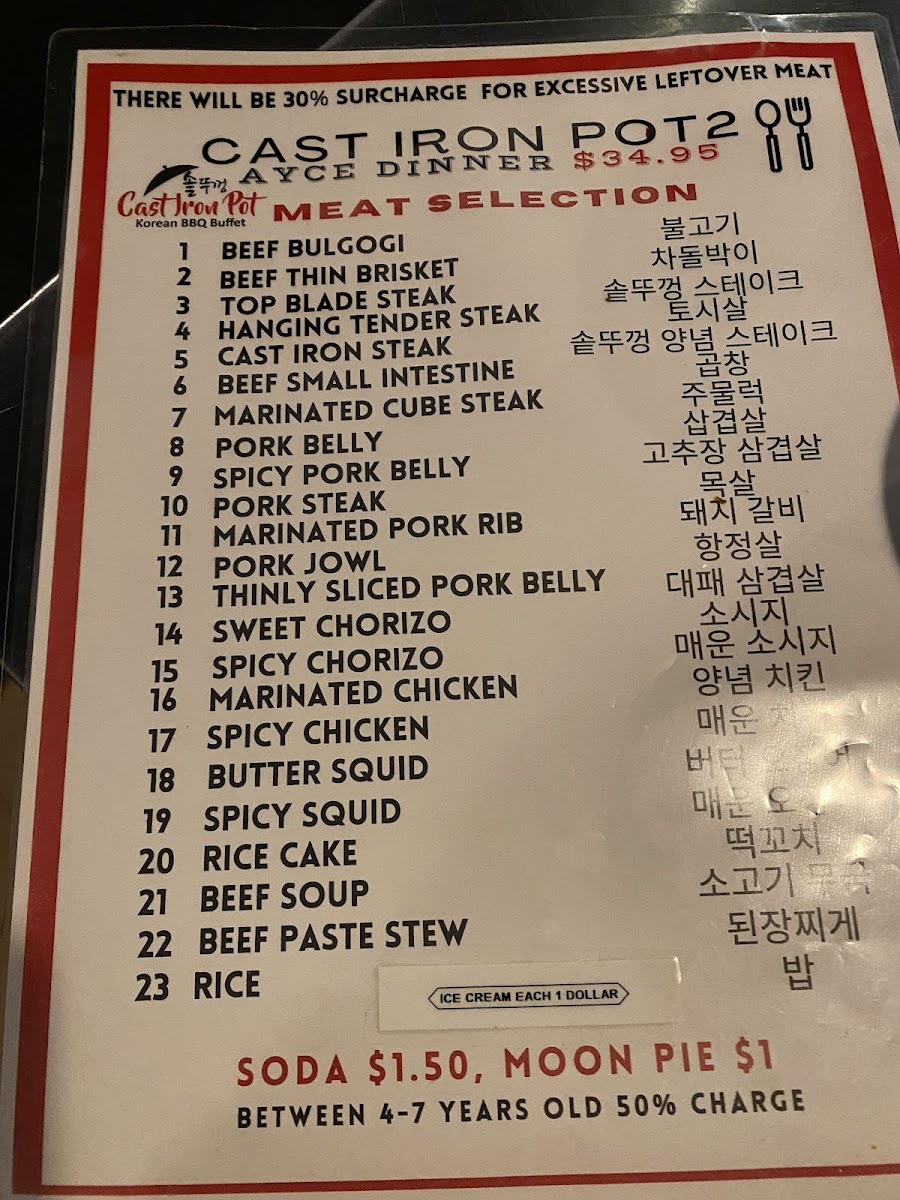 THERE WILL BE 30% SURCHARGE FOR EXCESSIVE LEFTOVER MEAT
CAST IRON POT2
AYCE DINNER $34.95
솥뚜껑
Cast Iron Pot
Korean BBQ Buffet
MEAT SELECTION
1 BEEF BULGOGI 불고기
2 BEEF THIN BRISKET 차돌박이
3 TOP BLADE STEAK 솥뚜껑 스테이크
4 HANGING TENDER STEAK 토시살
5 CAST IRON STEAK 솥뚜껑 양념 스테이크
6 BEEF SMALL INTESTINE 곱창
7 MARINATED CUBE STEAK 주물럭
8 PORK BELLY 삽겹살
9 SPICY PORK BELLY 고추장 삼겹살
10 PORK STEAK 목살
11 MARINATED PORK RIB 돼지 갈비
12 PORK JOWL 항정살
13 THINLY SLICED PORK BELLY 대패 삼겹살
14 SWEET CHORIZO 소시지
15 SPICY CHORIZO 매운 소시지
16 MARINATED CHICKEN 양념 치킨
17 SPICY CHICKEN 매운
18 BUTTER SQUID 버터
19 SPICY SQUID 매운
20 RICE CAKE 떡꼬치
21 BEEF SOUP 소고기
22 BEEF PASTE STEW 된장찌게
23 RICE 밥
ICE CREAM EACH 1 DOLLAR
SODA $1.50, MOON PIE $1
BETWEEN 4-7 YEARS OLD 50% CHARGE